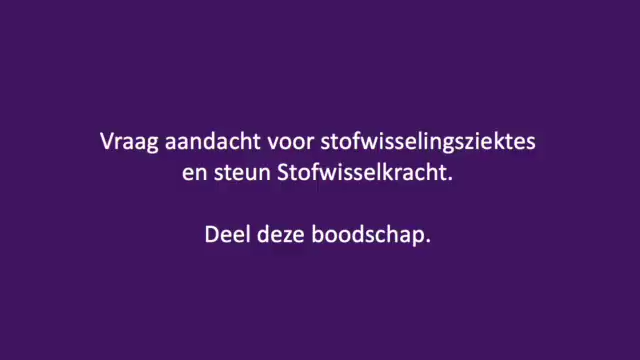 Vraag aandacht voor stofwisselingsziektes
en steun Stofwisselkracht.
Deel deze boodschap.